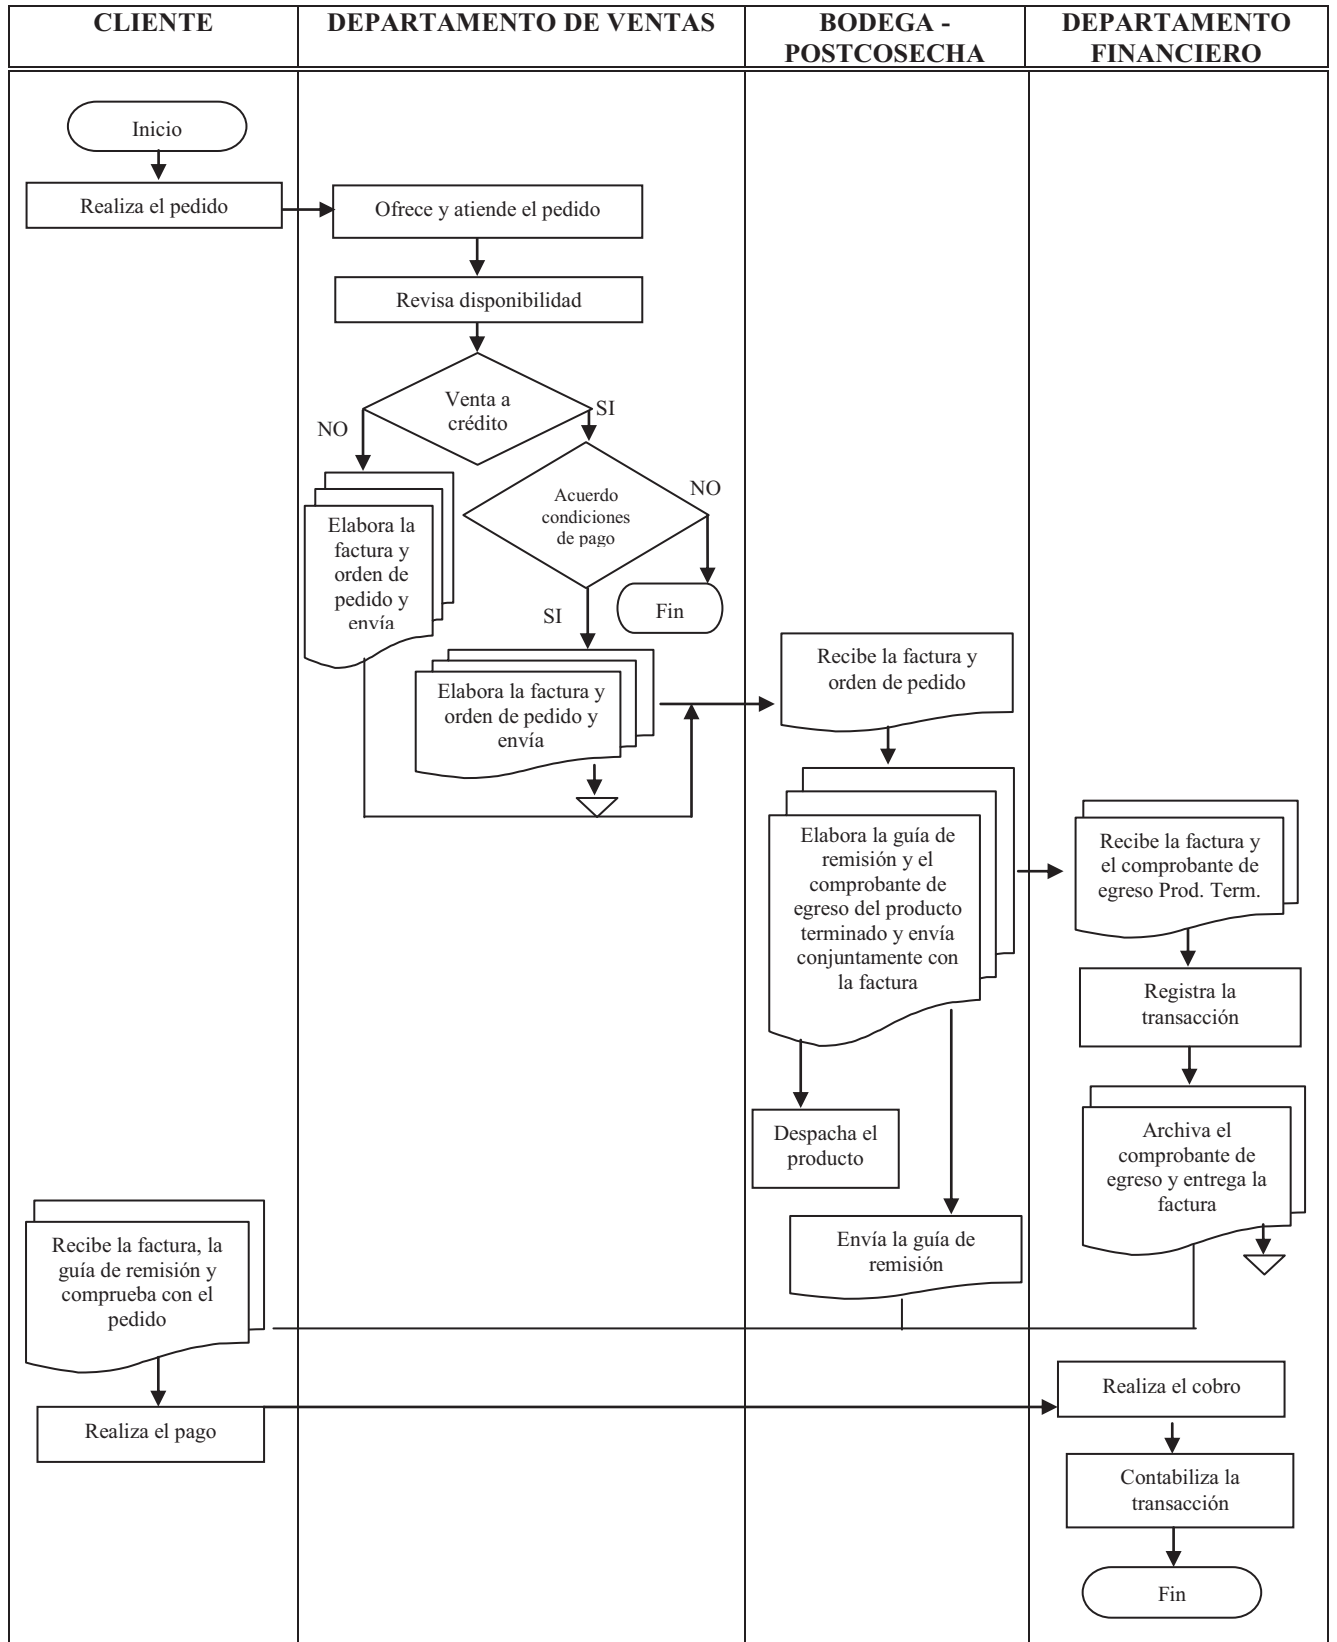 CLIENTE
DEPARTAMENTO DE VENTAS
BODEGA -
POSTCOSECHA
DEPARTAMENTO
FINANCIERO
Inicio
Realiza el pedido
Ofrece y atiende el pedido
Revisa disponibilidad
Venta a
crédito
NO
SI
Acuerdo
condiciones
de pago
NO
SI
Fin
Elabora la
factura y
orden de
pedido y
envía
Elabora la factura y
orden de pedido y
envía
Recibe la factura y
orden de pedido
Elabora la guía de
remisión y el
comprobante de
egreso del producto
terminado y envía
conjuntamente con
la factura
Recibe la factura y
el comprobante de
egreso Prod. Term.
Registra la
transacción
Archiva el
comprobante de
egreso y entrega la
factura
Despacha el
producto
Envía la guía de
remisión
Recibe la factura, la
guía de remisión y
comprueba con el
pedido
Realiza el pago
Realiza el cobro
Contabiliza la
transacción
Fin